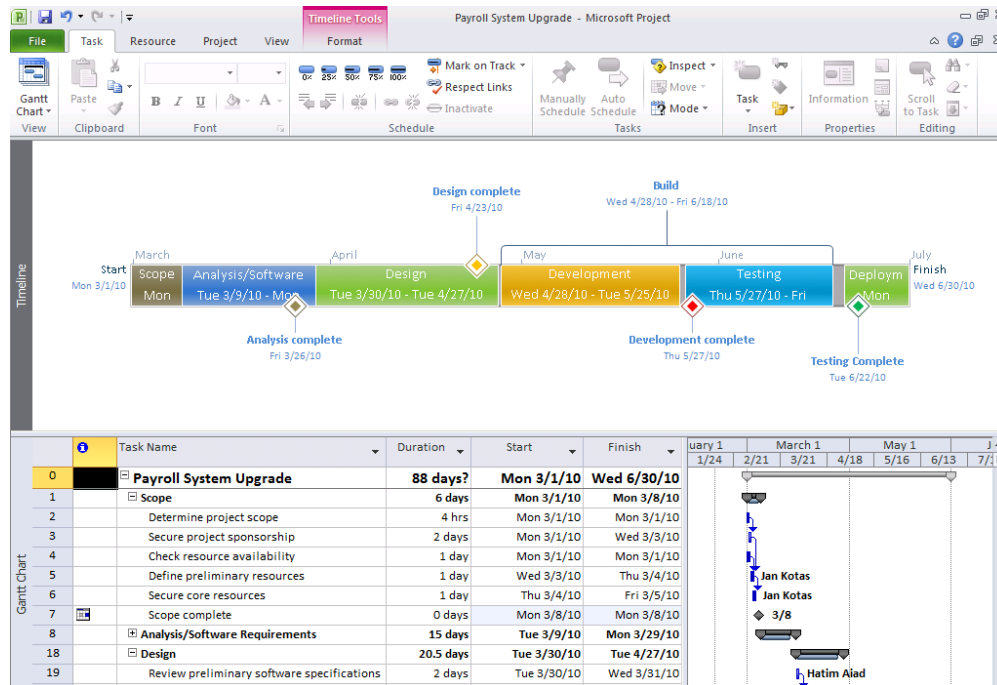 Timeline Tools
Payroll System Upgrade - Microsoft Project
File Task Resource Project View Format
Gantt Chart
View
Paste
Clipboard
B I U A
Font
0% 25% 50% 75% 100%
Mark on Track
Respect Links
Inactivate
Schedule
Manually Schedule
Auto Schedule
Inspect
Move
Mode
Tasks
Task
Insert
Information
Properties
Scroll to Task
Editing
Timeline
Design complete
Fri 4/23/10
Build
Wed 4/28/10 - Fri 6/18/10
March April May June July
Start
Mon 3/1/10
Scope
Mon
Analysis/Software
Tue 3/9/10 - Mon
Design
Tue 3/30/10 - Tue 4/27/10
Development
Wed 4/28/10 - Tue 5/25/10
Testing
Thu 5/27/10 - Fri
Deploym
Mon
Finish
Wed 6/30/10
Analysis complete
Fri 3/26/10
Development complete
Thu 5/27/10
Testing Complete
Tue 6/22/10
Gantt Chart
Task Name Duration Start Finish
uary 1 March 1 May 1 J
1/24 2/21 3/21 4/18 5/16 6/13 7/
0 Payroll System Upgrade 88 days? Mon 3/1/10 Wed 6/30/10
1 Scope 6 days Mon 3/1/10 Mon 3/8/10
2 Determine project scope 4 hrs Mon 3/1/10 Mon 3/1/10
3 Secure project sponsorship 2 days Mon 3/1/10 Wed 3/3/10
4 Check resource availability 1 day Mon 3/1/10 Mon 3/1/10
5 Define preliminary resources 1 day Wed 3/3/10 Thu 3/4/10 Jan Kotas
6 Secure core resources 1 day Thu 3/4/10 Fri 3/5/10 Jan Kotas
7 Scope complete 0 days Mon 3/8/10 Mon 3/8/10 3/8
8 Analysis/Software Requirements 15 days Tue 3/9/10 Mon 3/29/10
18 Design 20.5 days Tue 3/30/10 Tue 4/27/10
19 Review preliminary software specifications 2 days Tue 3/30/10 Wed 3/31/10 Hatim Aiad